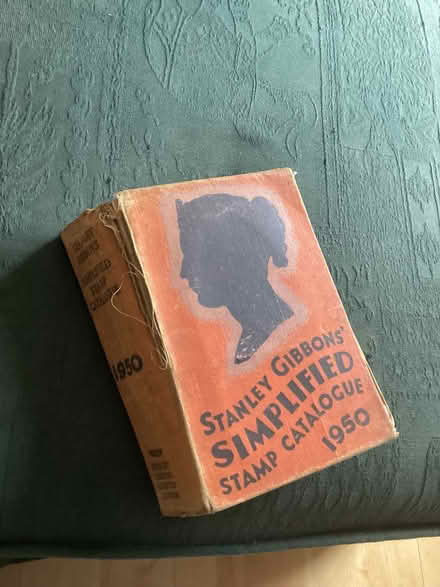 STANLEY
GIBBONS'
SIMPLIFIED
STAMP
CATALOGUE
1950
STANLEY GIBBONS'
SIMPLIFIED
STAMP CATALOGUE
1950